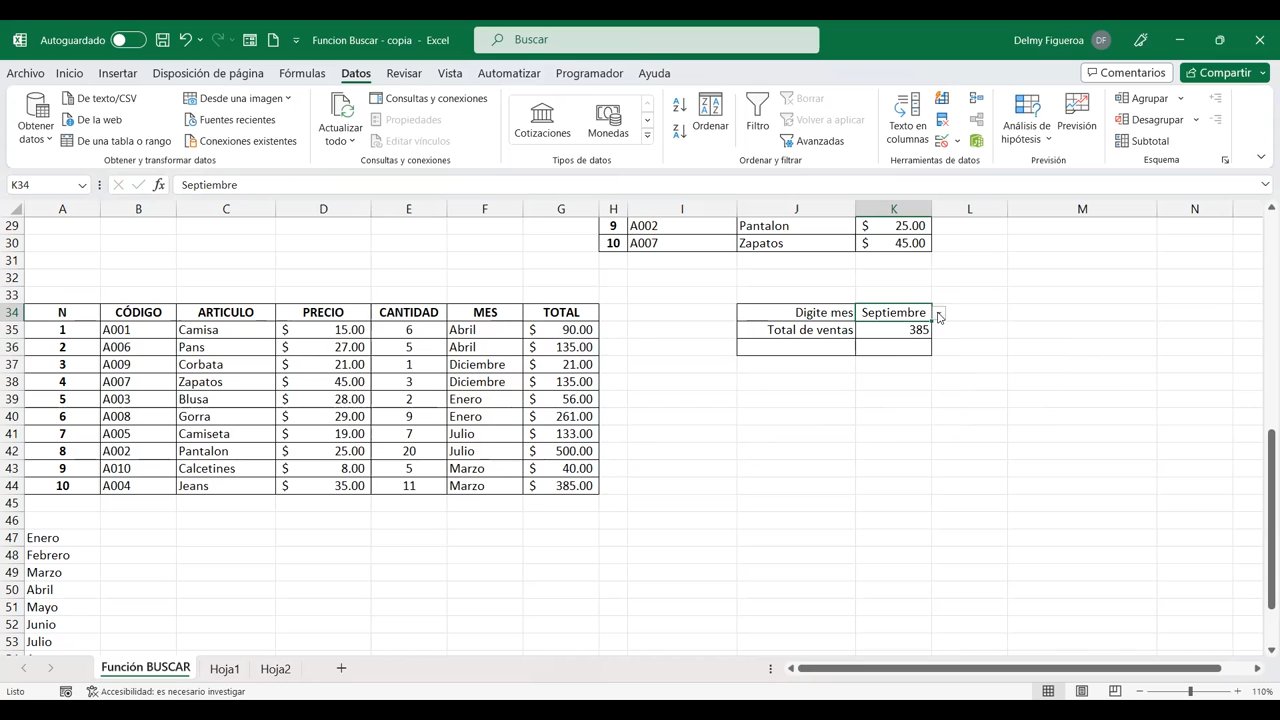 Autoguardado Funcion Buscar - copia - Excel Buscar Delmy Figueroa DF
Archivo Inicio Insertar Disposición de página Fórmulas Datos Revisar Vista Automatizar Programador Ayuda Comentarios Compartir
Obtener datos De texto/CSV De la web De una tabla o rango Desde una imagen Fuentes recientes Conexiones existentes
Actualizar todo Consultas y conexiones Propiedades Editar vínculos
Cotizaciones Monedas
Ordenar Filtro Borrar Volver a aplicar Avanzadas
Texto en columnas
Análisis de hipótesis Previsión
Agrupar Desagrupar Subtotal
Obtener y transformar datos Consultas y conexiones Tipos de datos Ordenar y filtrar Herramientas de datos Previsión Esquema
K34 fx Septiembre
A B C D E F G H I J K L M N
29 9 A002 Pantalon $ 25.00
30 10 A007 Zapatos $ 45.00
31
32
33
34 N CÓDIGO ARTICULO PRECIO CANTIDAD MES TOTAL Digite mes Septiembre
35 1 A001 Camisa $ 15.00 6 Abril $ 90.00 Total de ventas 385
36 2 A006 Pans $ 27.00 5 Abril $ 135.00
37 3 A009 Corbata $ 21.00 1 Diciembre $ 21.00
38 4 A007 Zapatos $ 45.00 3 Diciembre $ 135.00
39 5 A003 Blusa $ 28.00 2 Enero $ 56.00
40 6 A008 Gorra $ 29.00 9 Enero $ 261.00
41 7 A005 Camiseta $ 19.00 7 Julio $ 133.00
42 8 A002 Pantalon $ 25.00 20 Julio $ 500.00
43 9 A010 Calcetines $ 8.00 5 Marzo $ 40.00
44 10 A004 Jeans $ 35.00 11 Marzo $ 385.00
45
46
47 Enero
48 Febrero
49 Marzo
50 Abril
51 Mayo
52 Junio
53 Julio
Función BUSCAR Hoja1 Hoja2
Listo Accesibilidad: es necesario investigar 110%